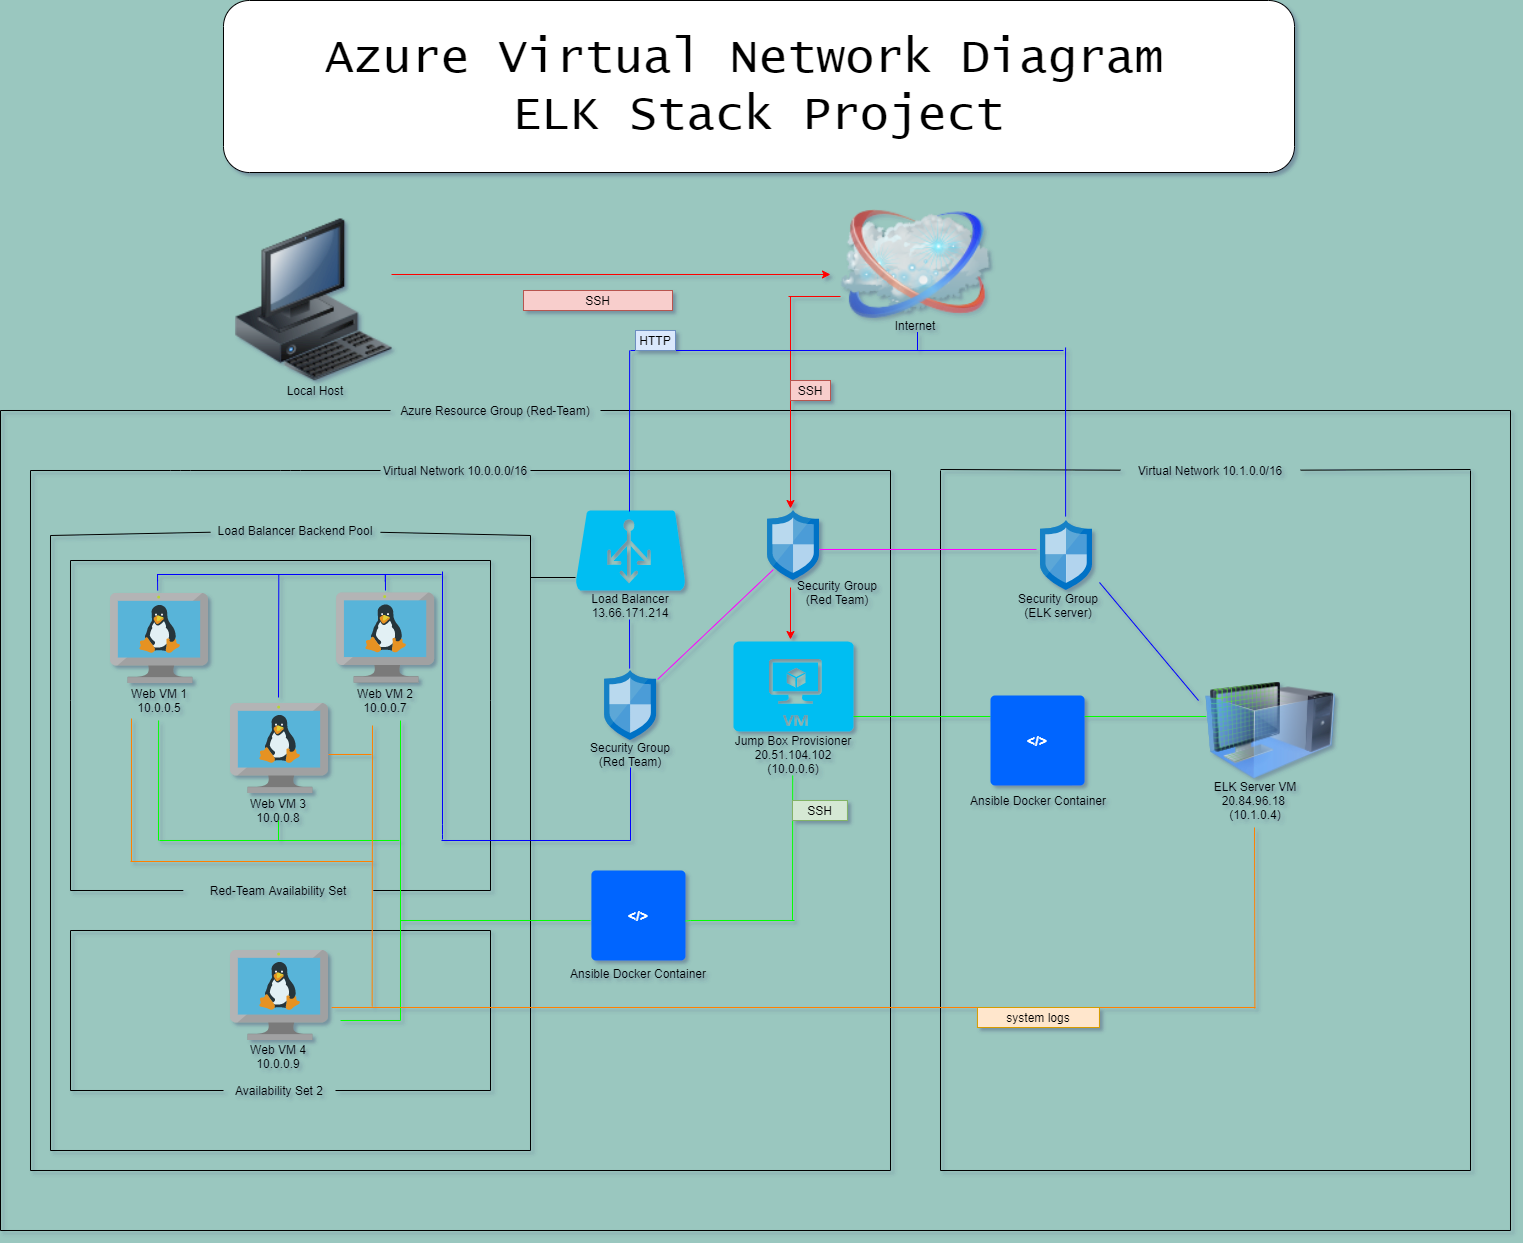 Azure Virtual Network Diagram
ELK Stack Project
SSH
Internet
HTTP
SSH
Local Host
Azure Resource Group (Red-Team)
Virtual Network 10.0.0.0/16
Virtual Network 10.1.0.0/16
Load Balancer Backend Pool
Load Balancer
13.66.171.214
Security Group
(Red Team)
Security Group
(ELK server)
Web VM 1
10.0.0.5
Web VM 2
10.0.0.7
VM
Jump Box Provisioner
20.51.104.102
(10.0.0.6)
Security Group
(Red Team)
</>
Ansible Docker Container
ELK Server VM
20.84.96.18
(10.1.0.4)
Web VM 3
10.0.0.8
SSH
Red-Team Availability Set
</>
Ansible Docker Container
system logs
Web VM 4
10.0.0.9
Availability Set 2